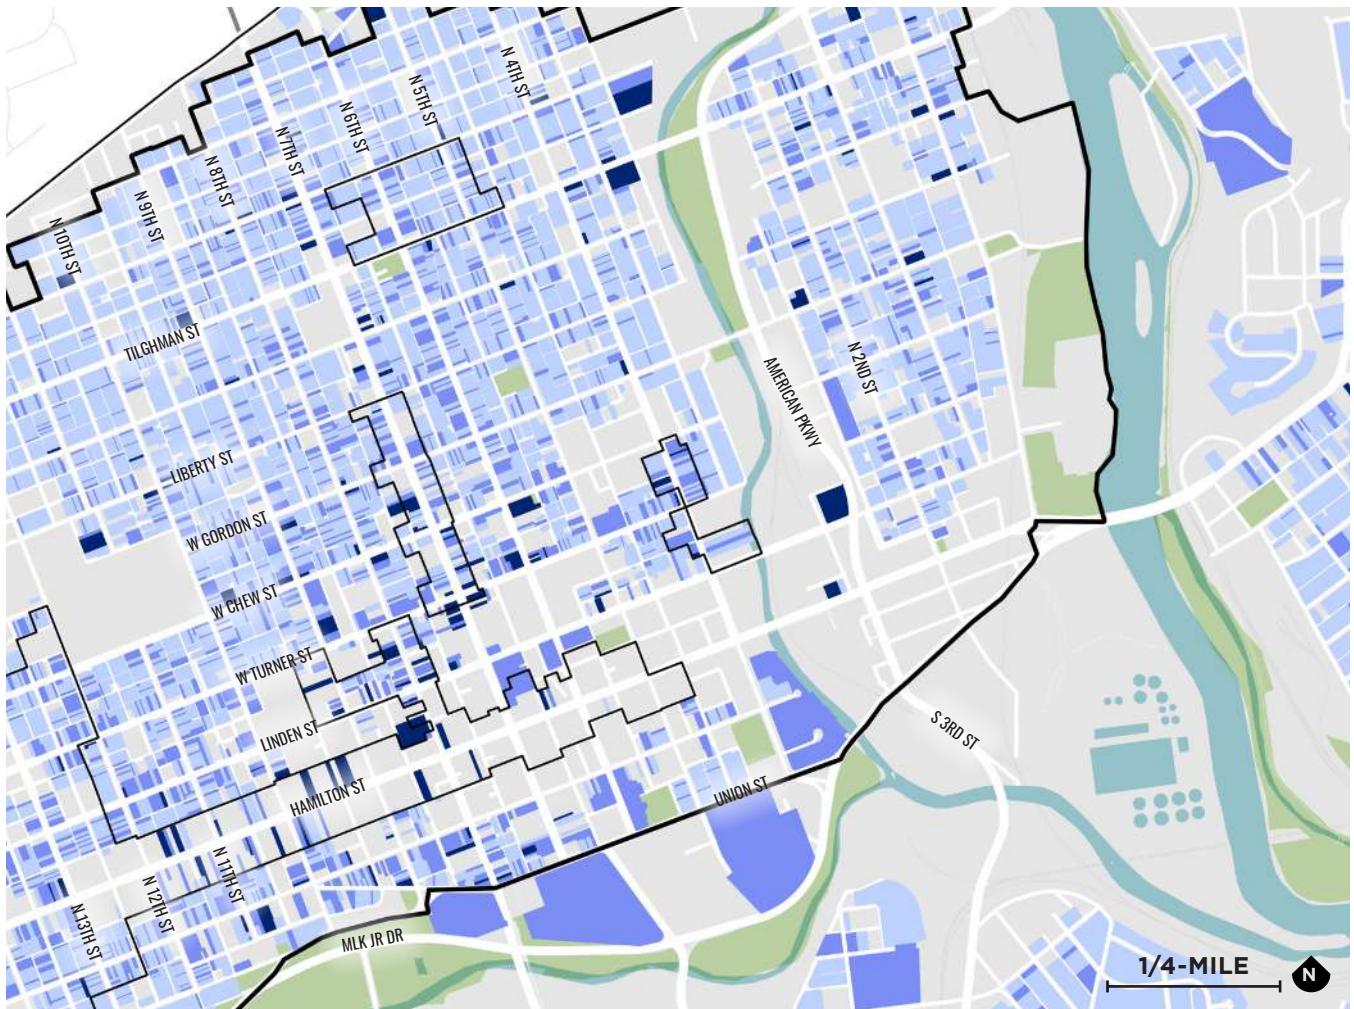 N 4TH ST
N 5TH ST
N 6TH ST
N 7TH ST
N 8TH ST
N 9TH ST
N 10TH ST
TILGHMAN ST
AMERICAN PKWY
N 2ND ST
LIBERTY ST
W GORDON ST
W CHEW ST
W TURNER ST
LINDEN ST
S 3RD ST
HAMILTON ST
UNION ST
N 11TH ST
N 12TH ST
N 13TH ST
MLK JR DR
1/4-MILE
N